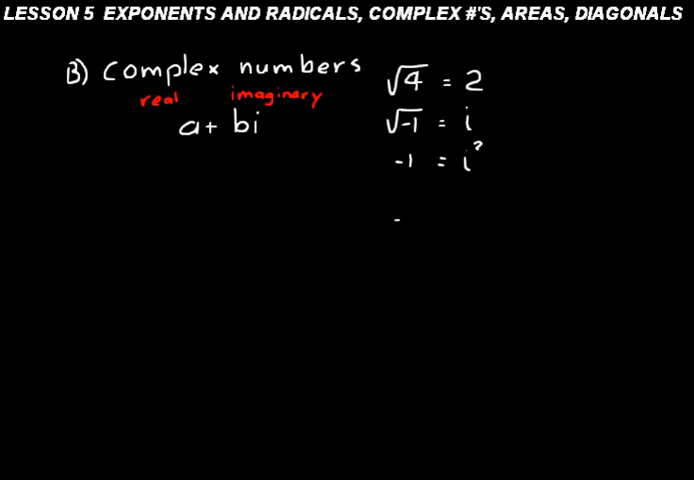 LESSON 5 EXPONENTS AND RADICALS, COMPLEX #'S, AREAS, DIAGONALS
B) Complex numbers
real imaginary
a + bi
√4 = 2
√-1 = i
-1 = i²
-